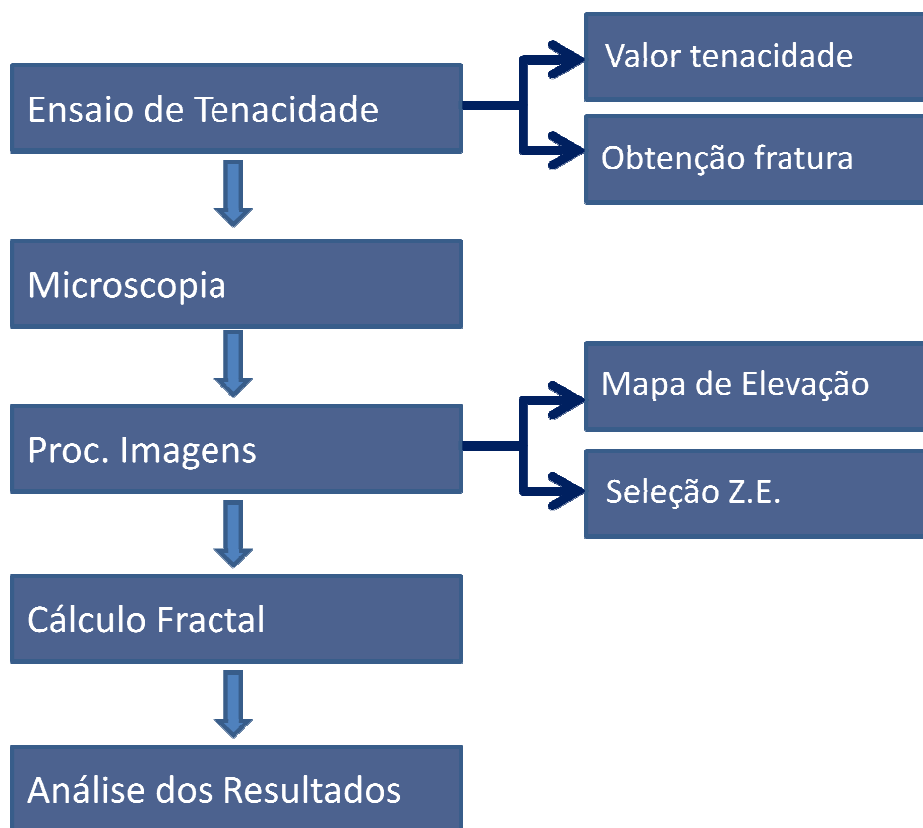 Ensaio de Tenacidade
Valor tenacidade
Obtenção fratura
Microscopia
Proc. Imagens
Mapa de Elevação
Seleção Z.E.
Cálculo Fractal
Análise dos Resultados